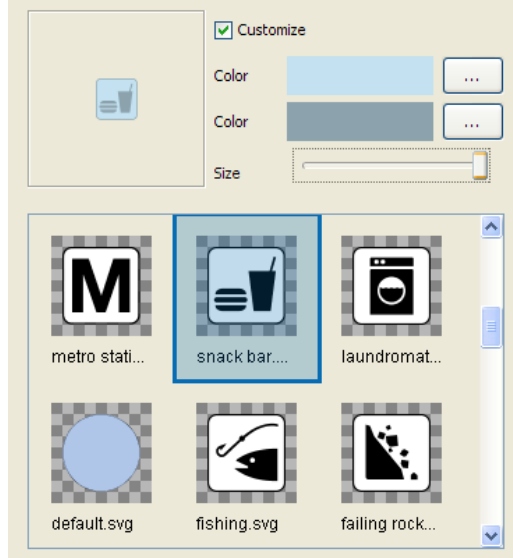 Customize
Color
...
Color
...
Size
M
metro stati...
snack bar....
laundromat...
default.svg
fishing.svg
failing rock...